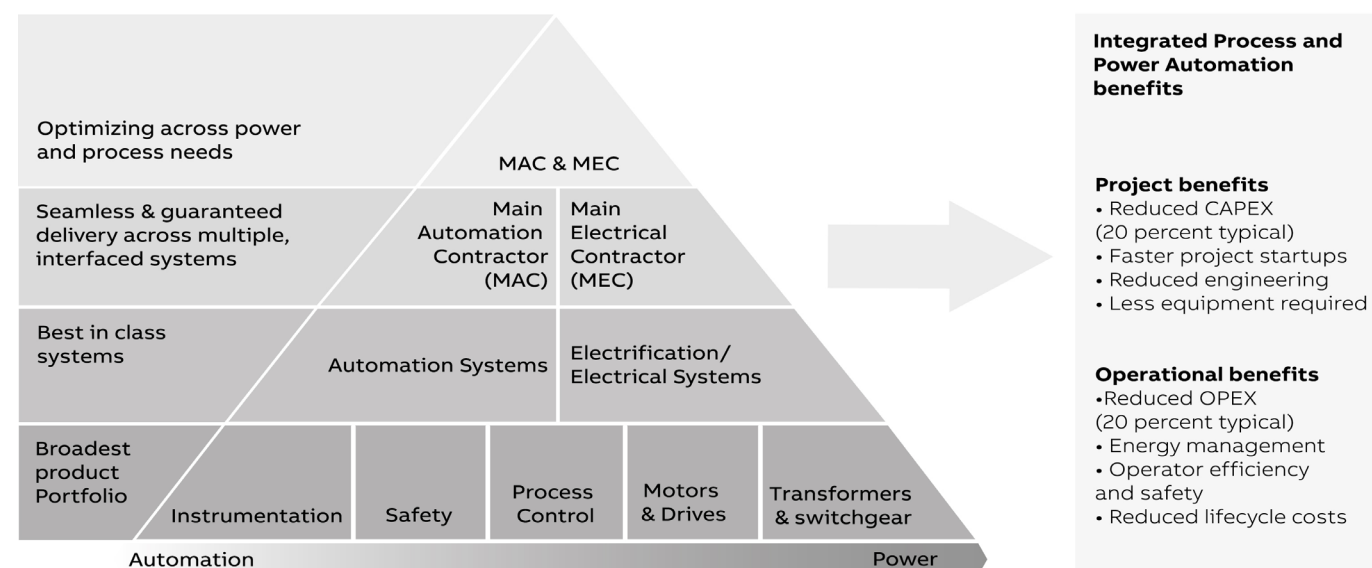 Optimizing across power
and process needs
MAC & MEC
Seamless & guaranteed
delivery across multiple,
interfaced systems
Main
Automation
Contractor
(MAC)
Main
Electrical
Contractor
(MEC)
Best in class
systems
Automation Systems
Electrification/
Electrical Systems
Broadest
product
Portfolio
Instrumentation
Safety
Process
Control
Motors
& Drives
Transformers
& switchgear
Automation
Power
Integrated Process and
Power Automation
benefits
Project benefits
• Reduced CAPEX
(20 percent typical)
• Faster project startups
• Reduced engineering
• Less equipment required
Operational benefits
•Reduced OPEX
(20 percent typical)
• Energy management
• Operator efficiency
and safety
• Reduced lifecycle costs